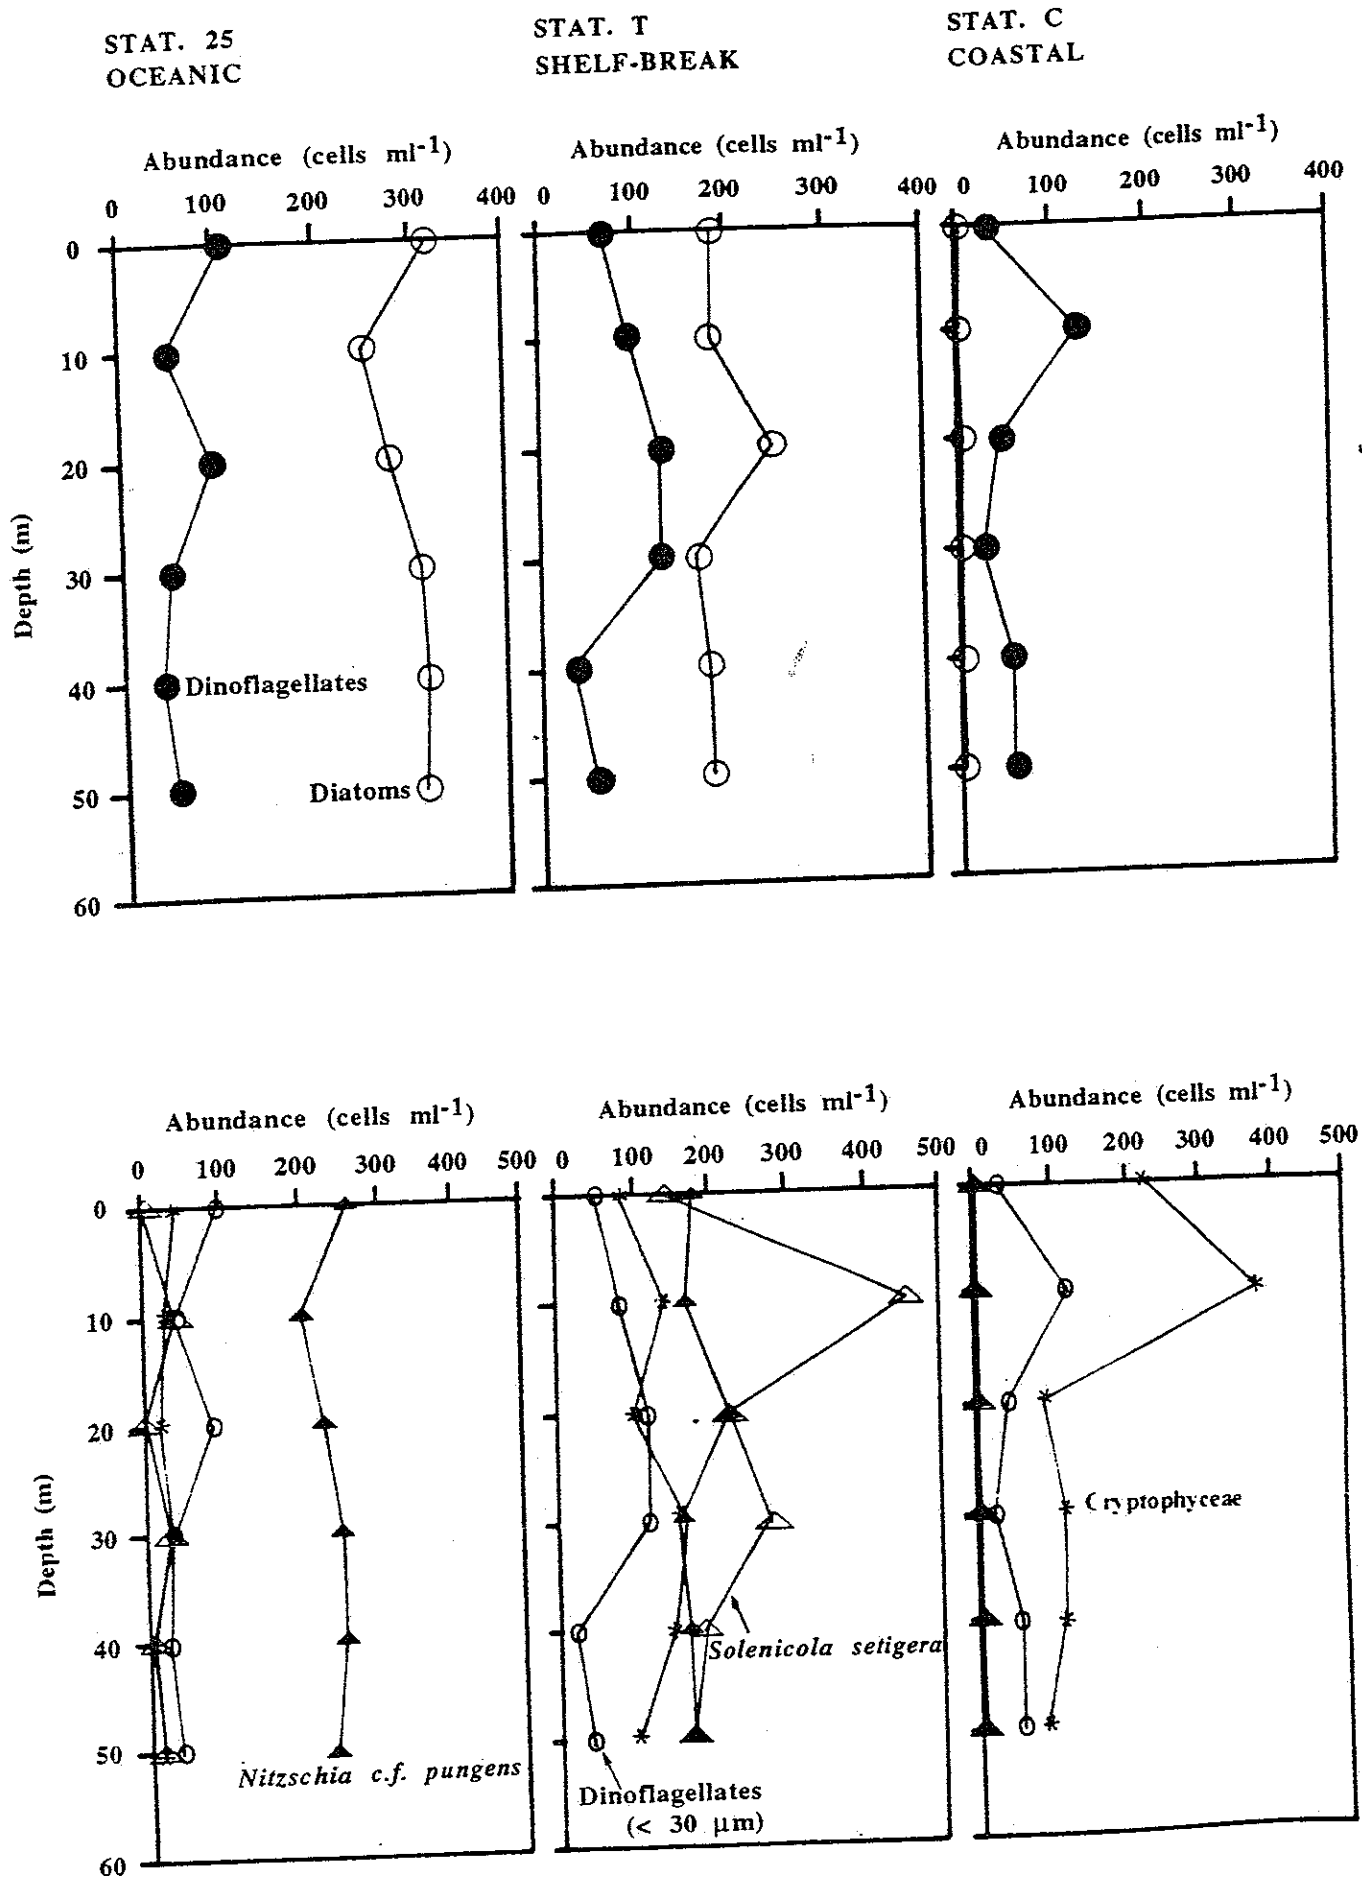 STAT. 25
OCEANIC
STAT. T
SHELF-BREAK
STAT. C
COASTAL
Abundance (cells ml-1)
Abundance (cells ml-1)
Abundance (cells ml-1)
0 100 200 300 400
0 100 200 300 400
0 100 200 300 400
0
10
20
30
40
50
60
Depth (m)
Dinoflagellates
Diatoms
Abundance (cells ml-1)
Abundance (cells ml-1)
Abundance (cells ml-1)
0 100 200 300 400 500
0 100 200 300 400 500
0 100 200 300 400 500
0
10
20
30
40
50
60
Depth (m)
Nitzschia c.f. pungens
Solenicola setigera
Dinoflagellates
(< 30 µm)
Cryptophyceae